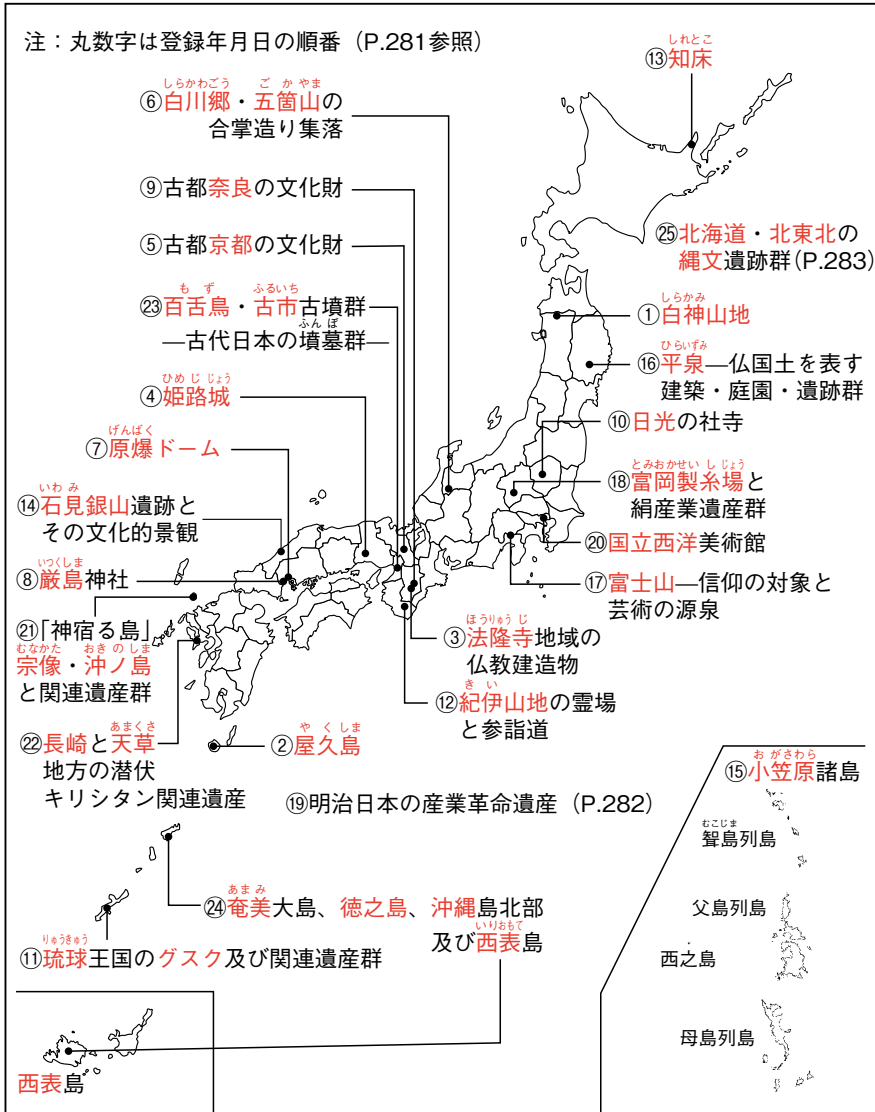 注：丸数字は登録年月日の順番（P.281参照）
しれとこ
⑬知床
しらかわごう ごかやま
⑥白川郷・五箇山の
合掌造り集落
⑨古都奈良の文化財
⑤古都京都の文化財
㉕北海道・北東北の
縄文遺跡群(P.283)
もず ふるいち
㉓百舌鳥・古市古墳群
ふんぼ
―古代日本の墳墓群―
しらかみ
①白神山地
ひらいずみ
⑯平泉―仏国土を表す
建築・庭園・遺跡群
ひめじじょう
④姫路城
⑩日光の社寺
げんばく
⑦原爆ドーム
とみおかせいしじょう
⑱富岡製糸場と
絹産業遺産群
いわみ
⑭石見銀山遺跡と
その文化的景観
⑳国立西洋美術館
いつくしま
⑧厳島神社
⑰富士山―信仰の対象と
芸術の源泉
㉑「神宿る島」
むなかた おきのしま
宗像・沖ノ島
と関連遺産群
ほうりゅうじ
③法隆寺地域の
仏教建造物
きい
⑫紀伊山地の霊場
と参詣道
あまくさ
㉒長崎と天草
地方の潜伏
キリシタン関連遺産
やくしま
②屋久島
⑲明治日本の産業革命遺産（P.282）
おがさわら
⑮小笠原諸島
むこじま
聟島列島
父島列島
西之島
母島列島
あまみ
㉔奄美大島、徳之島、沖縄島北部
いりおもて
及び西表島
りゅうきゅう
⑪琉球王国のグスク及び関連遺産群
西表島